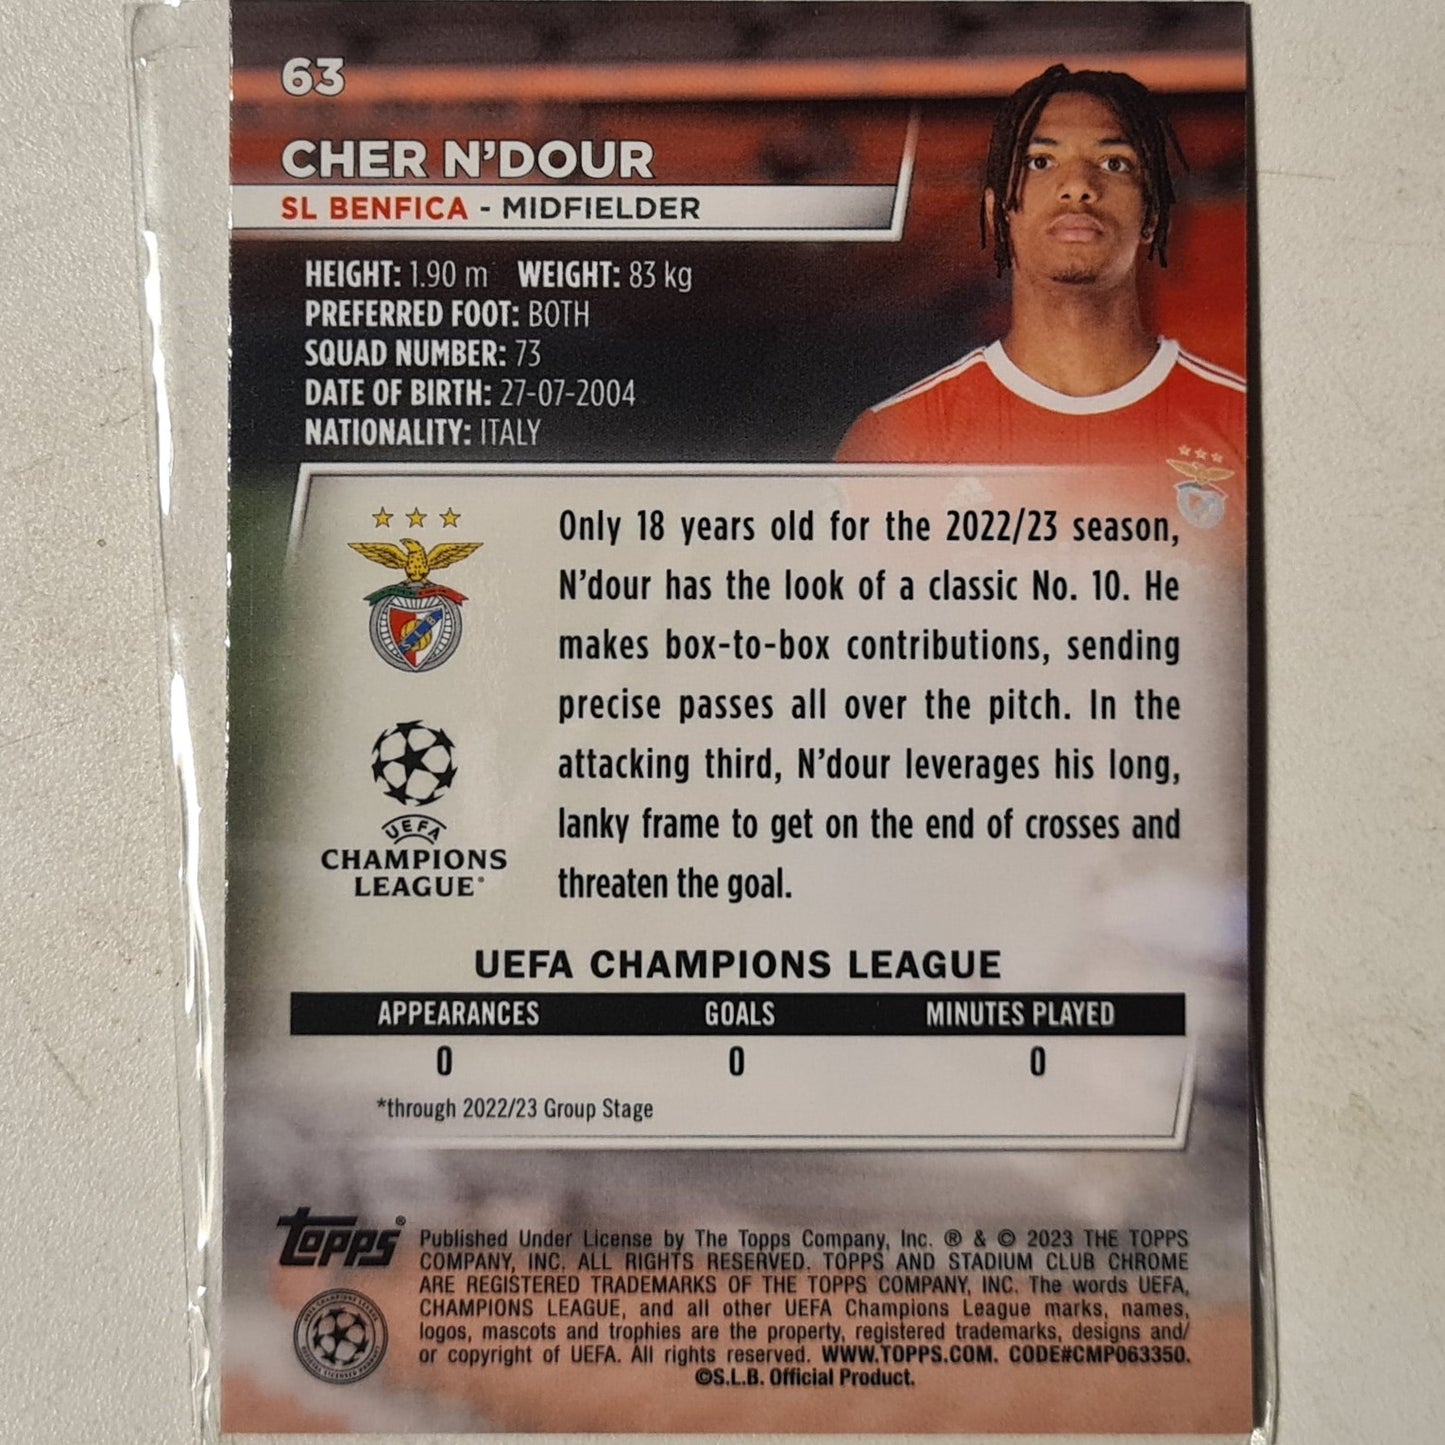 63
CHER N'DOUR
SL BENFICA - MIDFIELDER
HEIGHT: 1.90 m WEIGHT: 83 kg
PREFERRED FOOT: BOTH
SQUAD NUMBER: 73
DATE OF BIRTH: 27-07-2004
NATIONALITY: ITALY
Only 18 years old for the 2022/23 season,
N'dour has the look of a classic No. 10. He
makes box-to-box contributions, sending
precise passes all over the pitch. In the
attacking third, N'dour leverages his long,
lanky frame to get on the end of crosses and
threaten the goal.
UEFA
CHAMPIONS
LEAGUE®
UEFA CHAMPIONS LEAGUE
APPEARANCES GOALS MINUTES PLAYED
0 0 0
*through 2022/23 Group Stage
topps®
Published Under License by The Topps Company, Inc. ® & © 2023 THE TOPPS
COMPANY, INC. ALL RIGHTS RESERVED. TOPPS AND STADIUM CLUB CHROME
ARE REGISTERED TRADEMARKS OF THE TOPPS COMPANY, INC. The words UEFA,
CHAMPIONS LEAGUE, and all other UEFA Champions League marks, names,
logos, mascots and trophies are the property, registered trademarks, designs and/
or copyright of UEFA. All rights reserved. WWW.TOPPS.COM. CODE#CMP063350.
©S.L.B. Official Product.